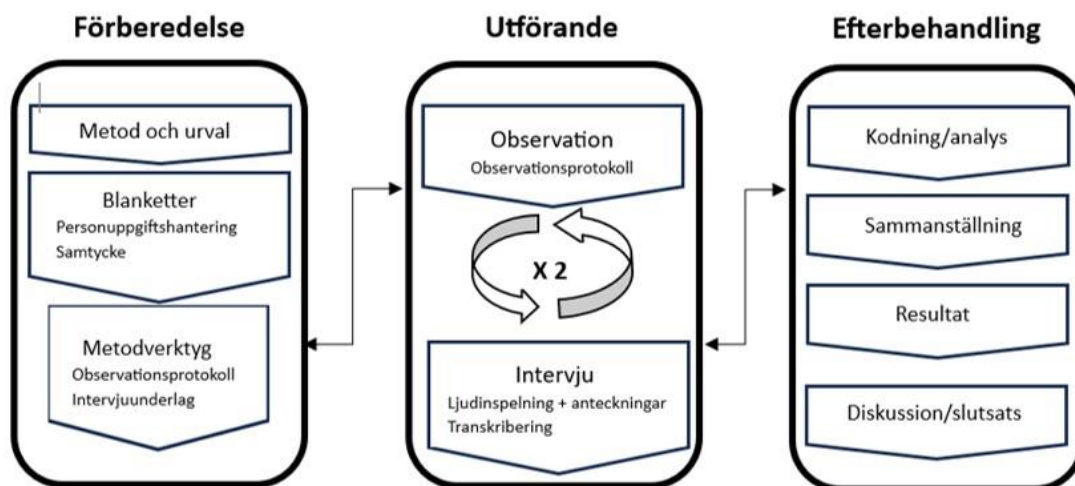 Förberedelse
Metod och urval
Blanketter
Personuppgiftshantering
Samtycke
Metodverktyg
Observationsprotokoll
Intervjuunderlag
Utförande
Observation
Observationsprotokoll
X 2
Intervju
Ljudinspelning + anteckningar
Transkribering
Efterbehandling
Kodning/analys
Sammanställning
Resultat
Diskussion/slutsats